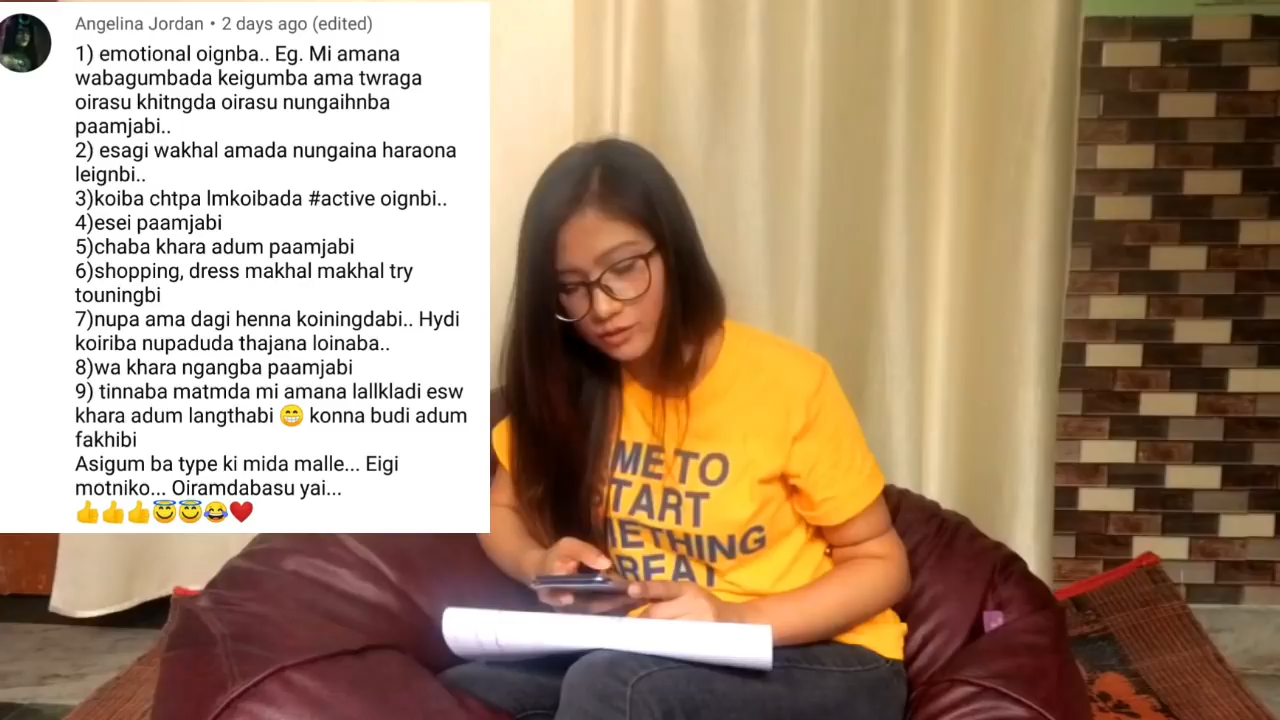 Angelina Jordan • 2 days ago (edited)
1) emotional oignba.. Eg. Mi amana
wabagumbada keigumba ama twraga
oirasu khitngda oirasu nungaihnba
paamjabi..
2) esagi wakhal amada nungaina haraona
leignbi..
3)koiba chtpa lmkoibada #active oignbi..
4)esei paamjabi
5)chaba khara adum paamjabi
6)shopping, dress makhal makhal try
touningbi
7)nupa ama dagi henna koiningdabi.. Hydi
koiriba nupaduda thajana loinaba..
8)wa khara ngangba paamjabi
9) tinnaba matmda mi amana lallkladi esw
khara adum langthabi 😁 konna budi adum
fakhibi
Asigum ba type ki mida malle... Eigi
motniko... Oiramdabasu yai...
👍👍👍😇😇😂❤️
ME TO
TART
METHING
REAT